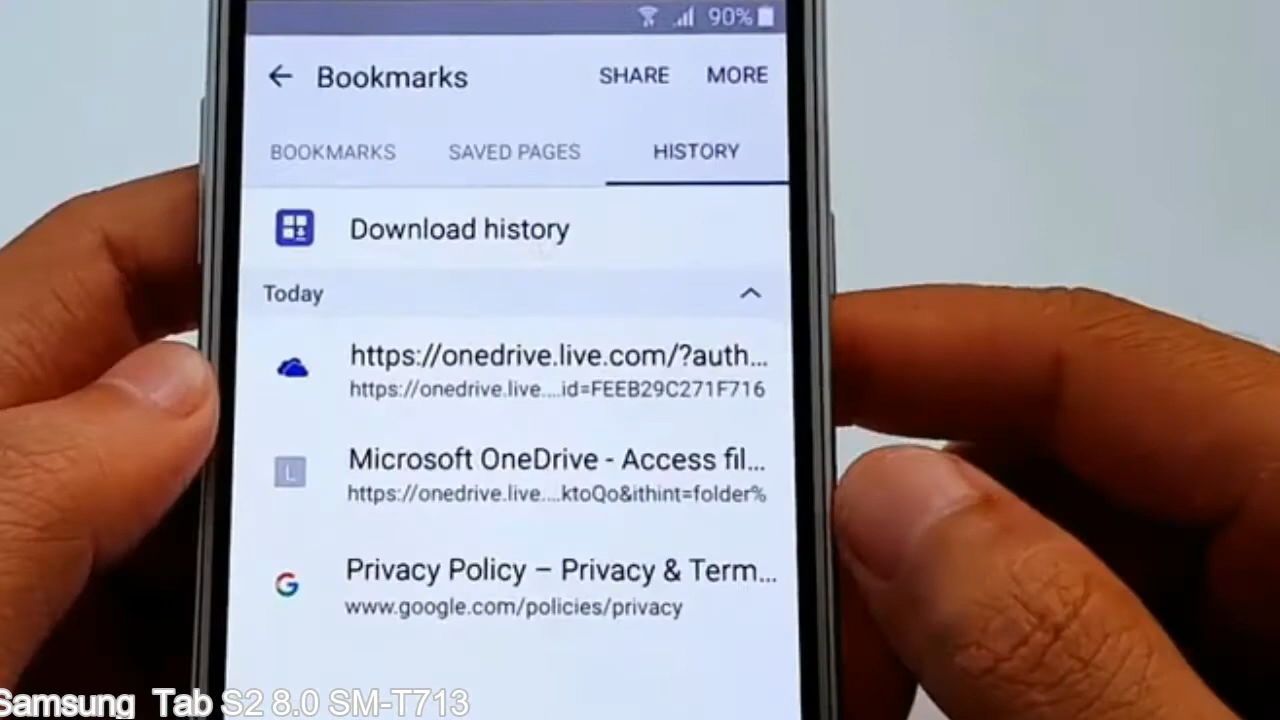 90%
Bookmarks SHARE MORE
BOOKMARKS SAVED PAGES HISTORY
Download history
Today
https://onedrive.live.com/?auth...
https://onedrive.live....id=FEEB29C271F716
L
Microsoft OneDrive - Access fil...
https://onedrive.live....ktoQo&ithint=folder%
G
Privacy Policy – Privacy & Term...
www.google.com/policies/privacy
Samsung Tab S2 8.0 SM-T713